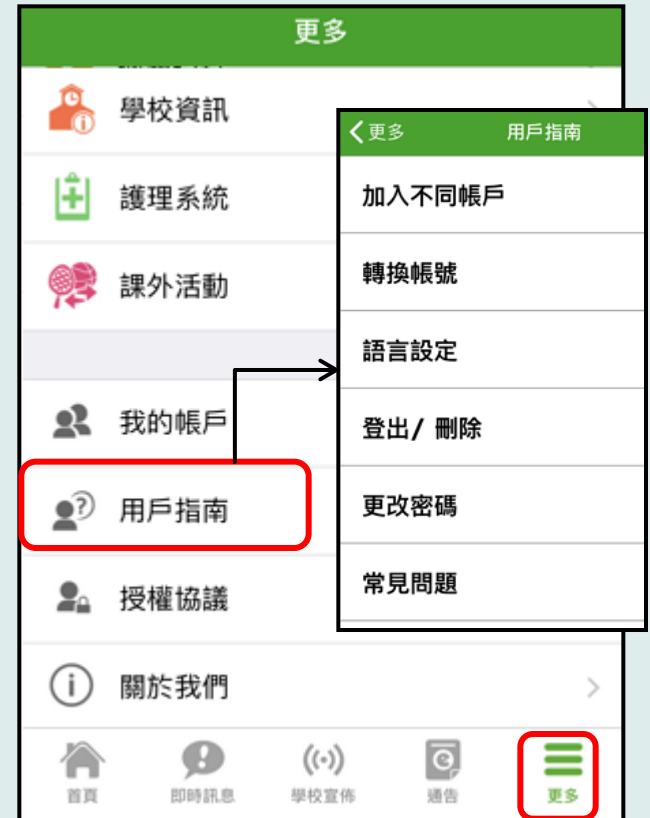 更多
學校資訊
護理系統
課外活動
我的帳戶
用戶指南
授權協議
關於我們
首頁
即時訊息
學校宣佈
通告
更多
更多
用戶指南
加入不同帳戶
轉換帳號
語言設定
登出/ 刪除
更改密碼
常見問題